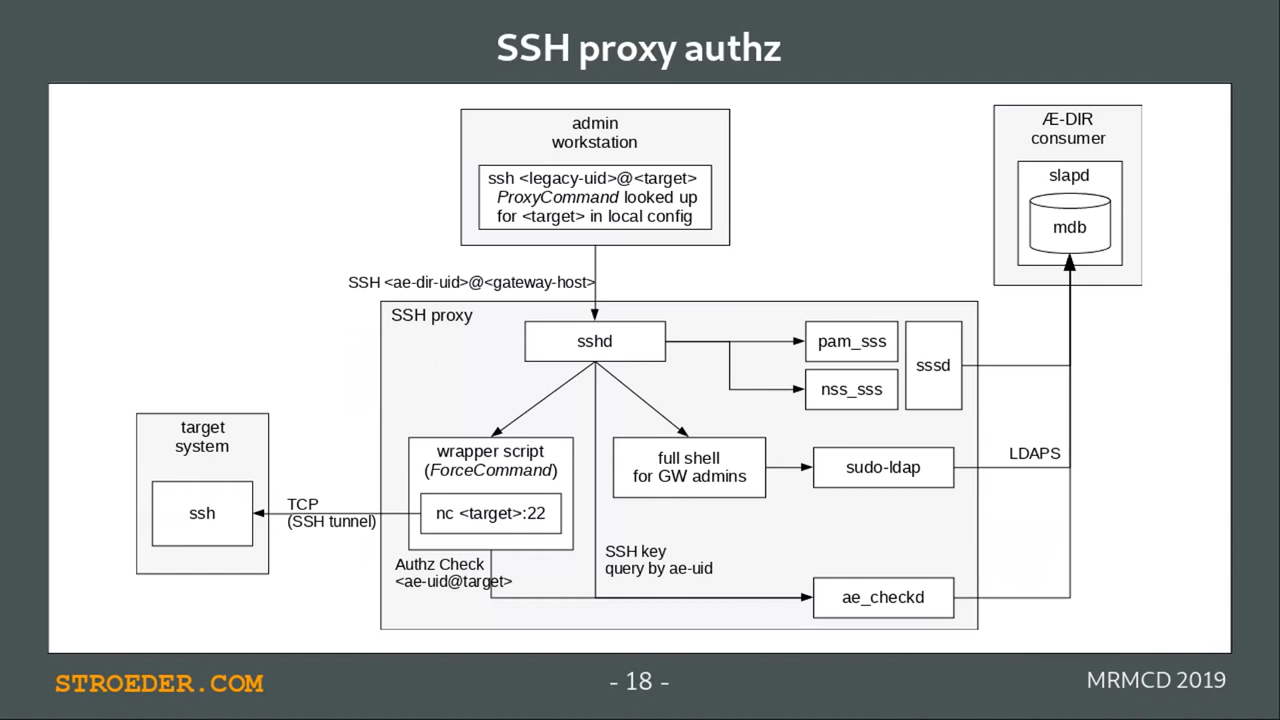 SSH proxy authz
admin
workstation
ssh <legacy-uid>@<target>
ProxyCommand looked up
for <target> in local config
Æ-DIR
consumer
slapd
mdb
SSH <ae-dir-uid>@<gateway-host>
SSH proxy
sshd
pam_sss
nss_sss
sssd
target
system
ssh
TCP
(SSH tunnel)
wrapper script
(ForceCommand)
nc <target>:22
full shell
for GW admins
sudo-ldap
LDAPS
Authz Check
<ae-uid@target>
SSH key
query by ae-uid
ae_checkd
STROEDER.COM
- 18 -
MRMCD 2019